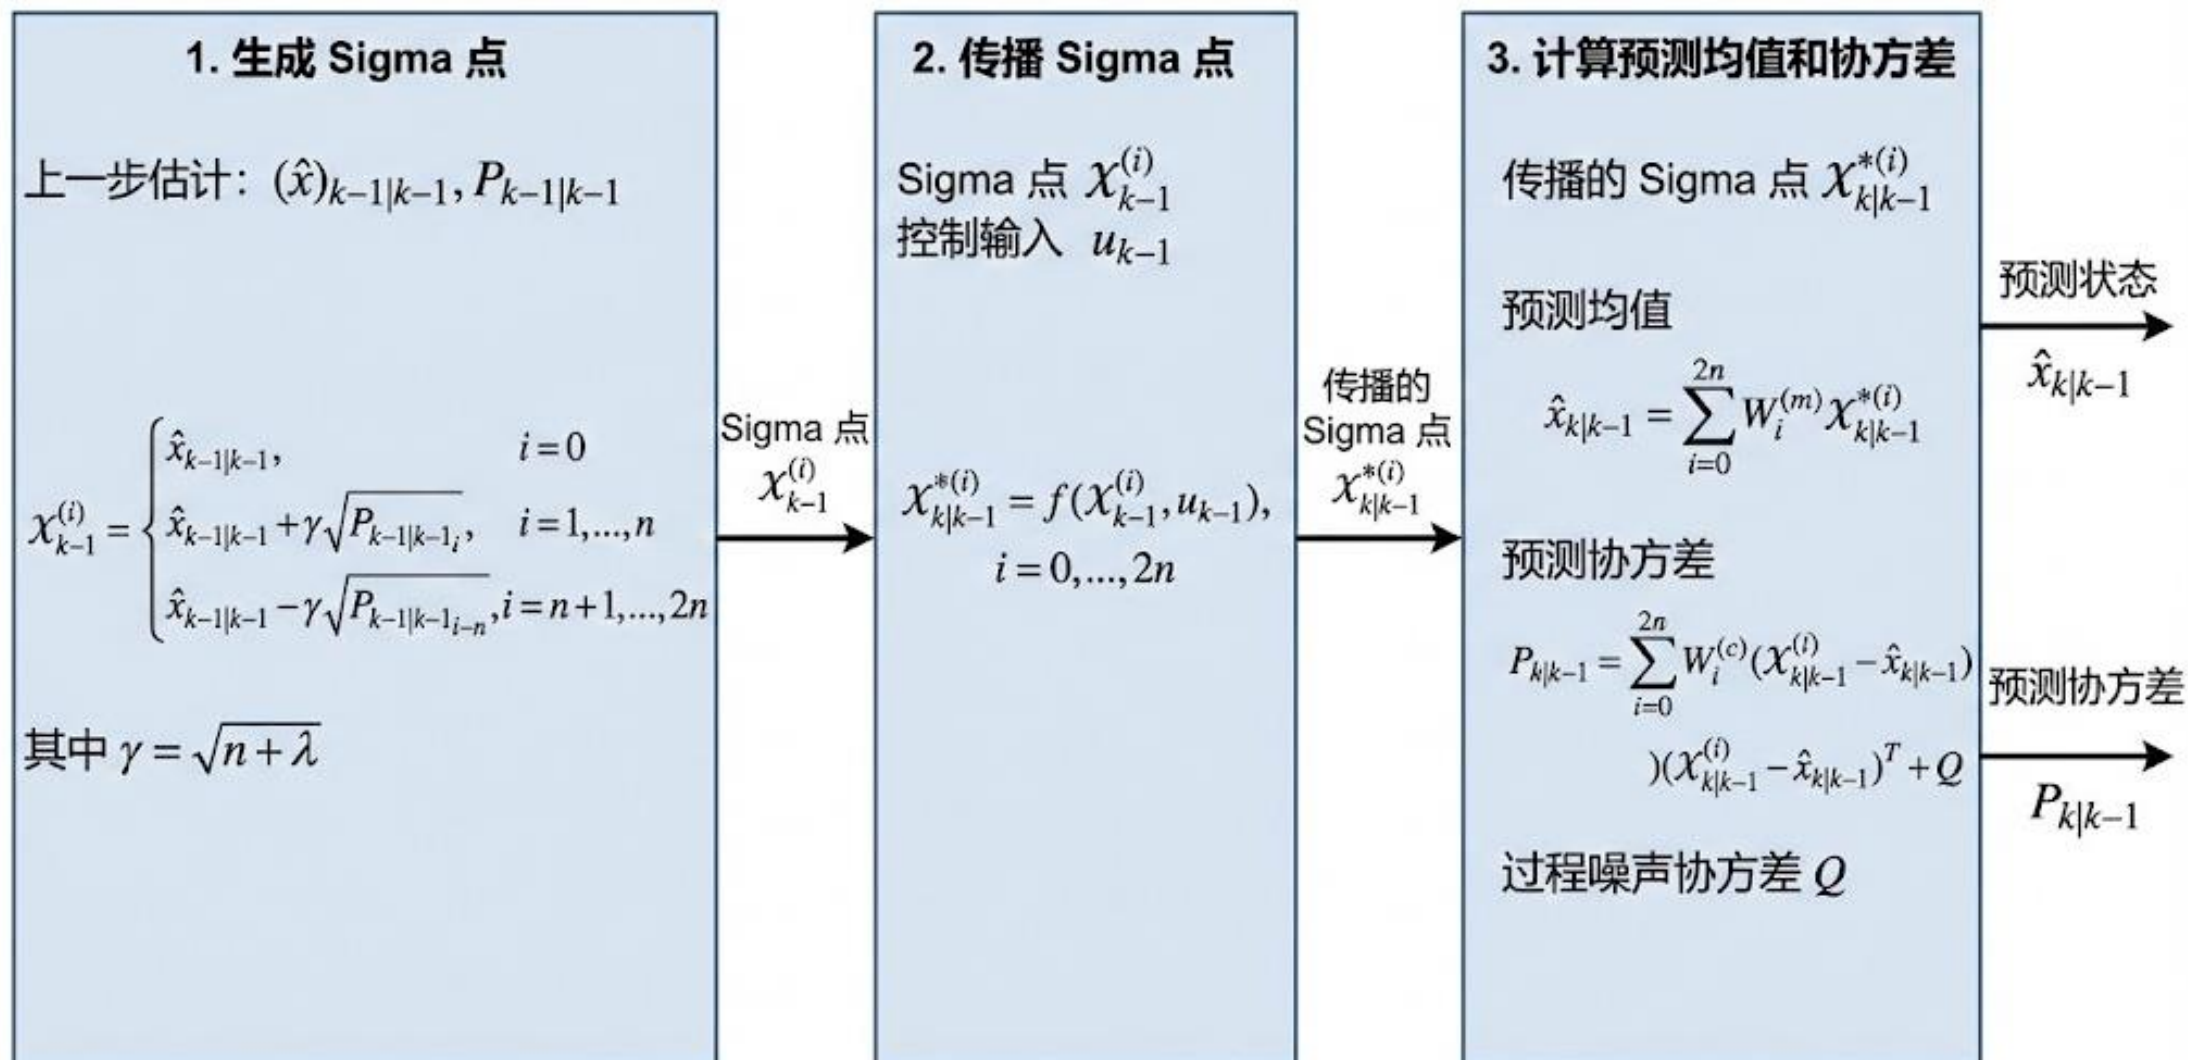 1. 生成 Sigma 点
上一步估计：(x̂)ₖ₋₁|ₖ₋₁, Pₖ₋₁|ₖ₋₁
χ_{k−1}^{(i)} = { x̂_{k−1|k−1}, i=0
x̂_{k−1|k−1} + γ√P_{k−1|k−1_i}, i=1,...,n
x̂_{k−1|k−1} − γ√P_{k−1|k−1_{i−n}}, i=n+1,...,2n
其中 γ = √(n + λ)
Sigma 点
χ_{k−1}^{(i)}
2. 传播 Sigma 点
Sigma 点 χ_{k−1}^{(i)}
控制输入 u_{k−1}
χ_{k|k−1}^{*(i)} = f(χ_{k−1}^{(i)}, u_{k−1}),
i = 0,..., 2n
传播的
Sigma 点
χ_{k|k−1}^{*(i)}
3. 计算预测均值和协方差
传播的 Sigma 点 χ_{k|k−1}^{*(i)}
预测均值
x̂_{k|k−1} = ∑_{i=0}^{2n} W_i^{(m)} χ_{k|k−1}^{*(i)}
预测协方差
P_{k|k−1} = ∑_{i=0}^{2n} W_i^{(c)} (χ_{k|k−1}^{(i)} − x̂_{k|k−1})
)(χ_{k|k−1}^{(i)} − x̂_{k|k−1})^T + Q
过程噪声协方差 Q
预测状态
x̂_{k|k−1}
预测协方差
P_{k|k−1}